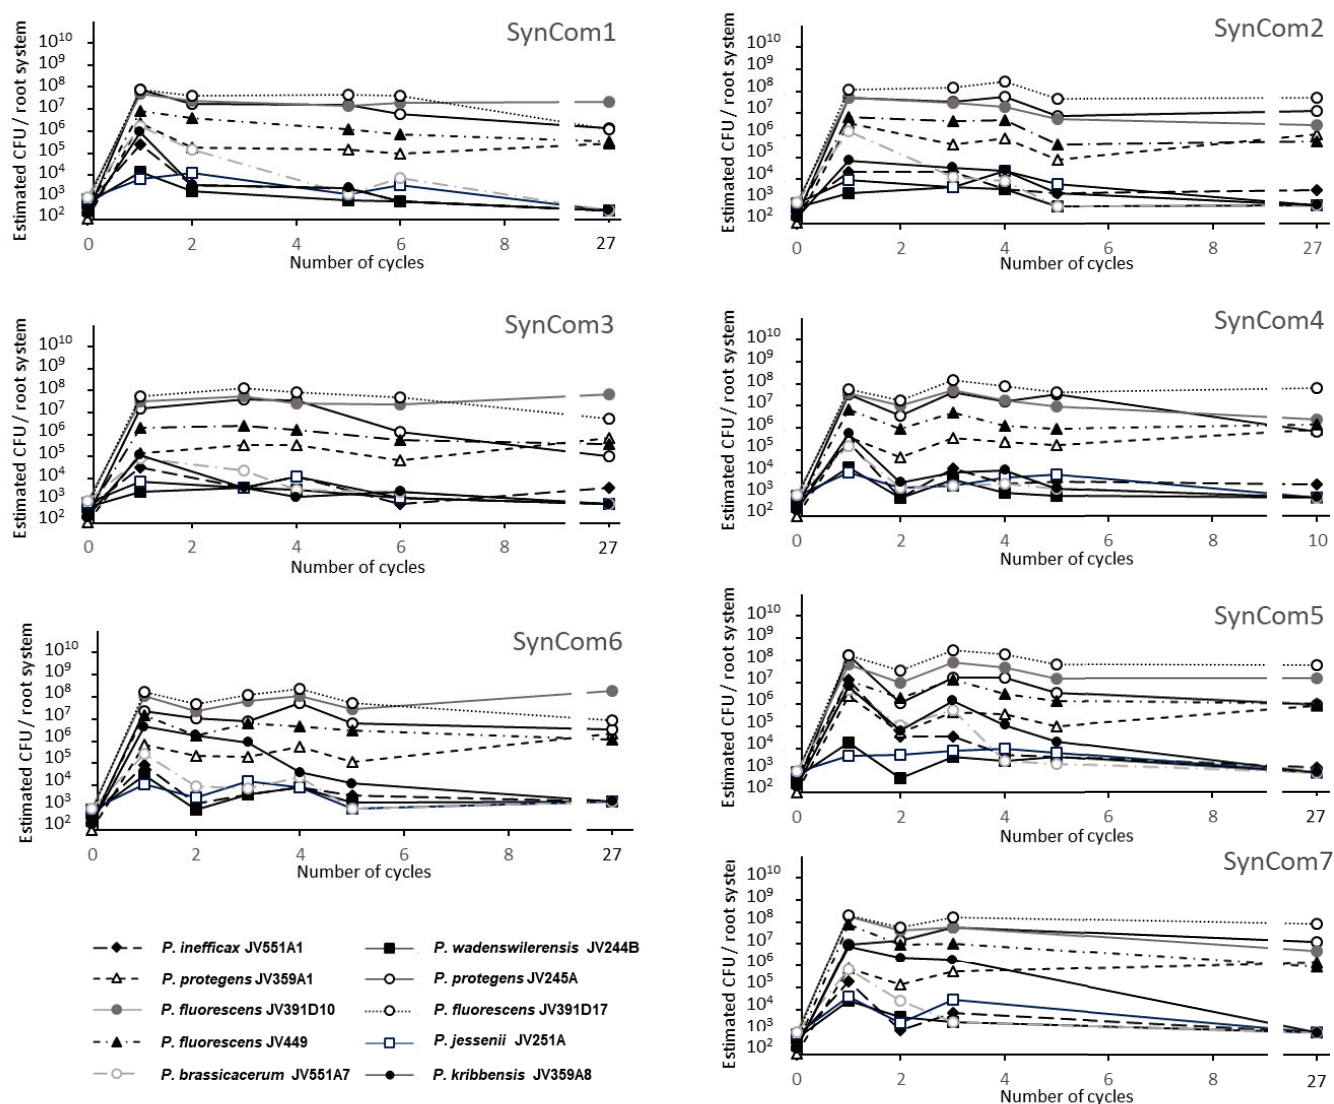 SynCom1
Estimated CFU / root system
10¹⁰
10⁹
10⁸
10⁷
10⁶
10⁵
10⁴
10³
10²
0 2 4 6 8 27
Number of cycles
SynCom2
Estimated CFU / root system
10¹⁰
10⁹
10⁸
10⁷
10⁶
10⁵
10⁴
10³
10²
0 2 4 6 8 27
Number of cycles
SynCom3
Estimated CFU / root system
10¹⁰
10⁹
10⁸
10⁷
10⁶
10⁵
10⁴
10³
10²
0 2 4 6 8 27
Number of cycles
SynCom4
Estimated CFU / root system
10¹⁰
10⁹
10⁸
10⁷
10⁶
10⁵
10⁴
10³
10²
0 2 4 6 8 10
Number of cycles
SynCom6
Estimated CFU / root system
10¹⁰
10⁹
10⁸
10⁷
10⁶
10⁵
10⁴
10³
10²
0 2 4 6 8 27
Number of cycles
SynCom5
Estimated CFU / root system
10¹⁰
10⁹
10⁸
10⁷
10⁶
10⁵
10⁴
10³
10²
0 2 4 6 8 27
Number of cycles
SynCom7
Estimated CFU / root system
10¹⁰
10⁹
10⁸
10⁷
10⁶
10⁵
10⁴
10³
10²
0 2 4 6 8 27
Number of cycles
P. inefficax JV551A1
P. wadenswilerensis JV244B
P. protegens JV359A1
P. protegens JV245A
P. fluorescens JV391D10
P. fluorescens JV391D17
P. fluorescens JV449
P. jessenii JV251A
P. brassicacerum JV551A7
P. kribbensis JV359A8